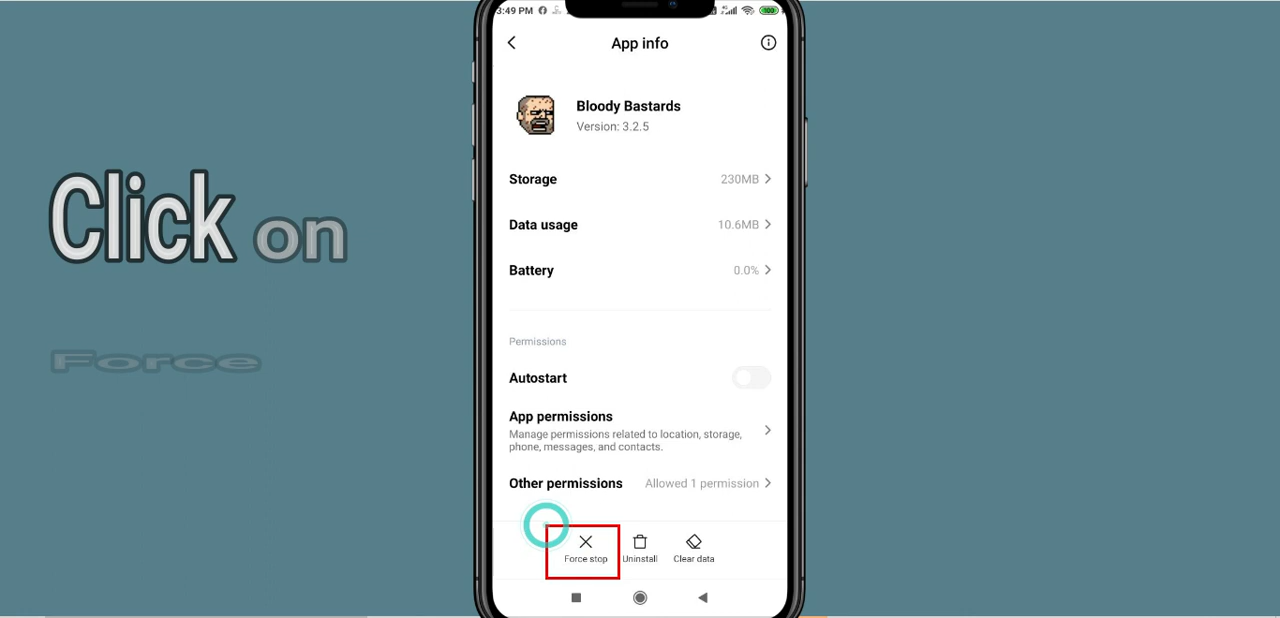 3:49 PM
App info
Bloody Bastards
Version: 3.2.5
Storage 230MB
Data usage 10.6MB
Battery 0.0%
Permissions
Autostart
App permissions
Manage permissions related to location, storage,
phone, messages, and contacts.
Other permissions Allowed 1 permission
Force stop Uninstall Clear data
Click on
Force
100